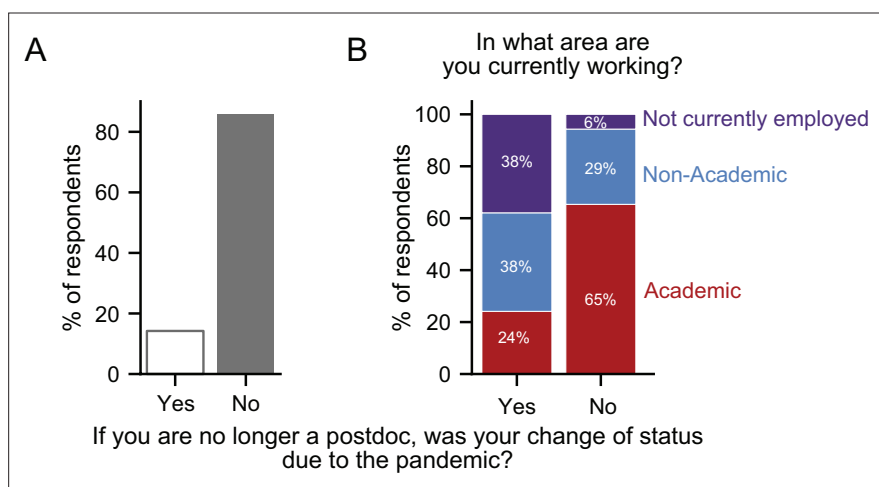 A
% of respondents
80
60
40
20
0
Yes No
B
In what area are
you currently working?
% of respondents
100
80
60
40
20
0
38%
38%
24%
6%
29%
65%
Not currently employed
Non-Academic
Academic
Yes No
If you are no longer a postdoc, was your change of status
due to the pandemic?